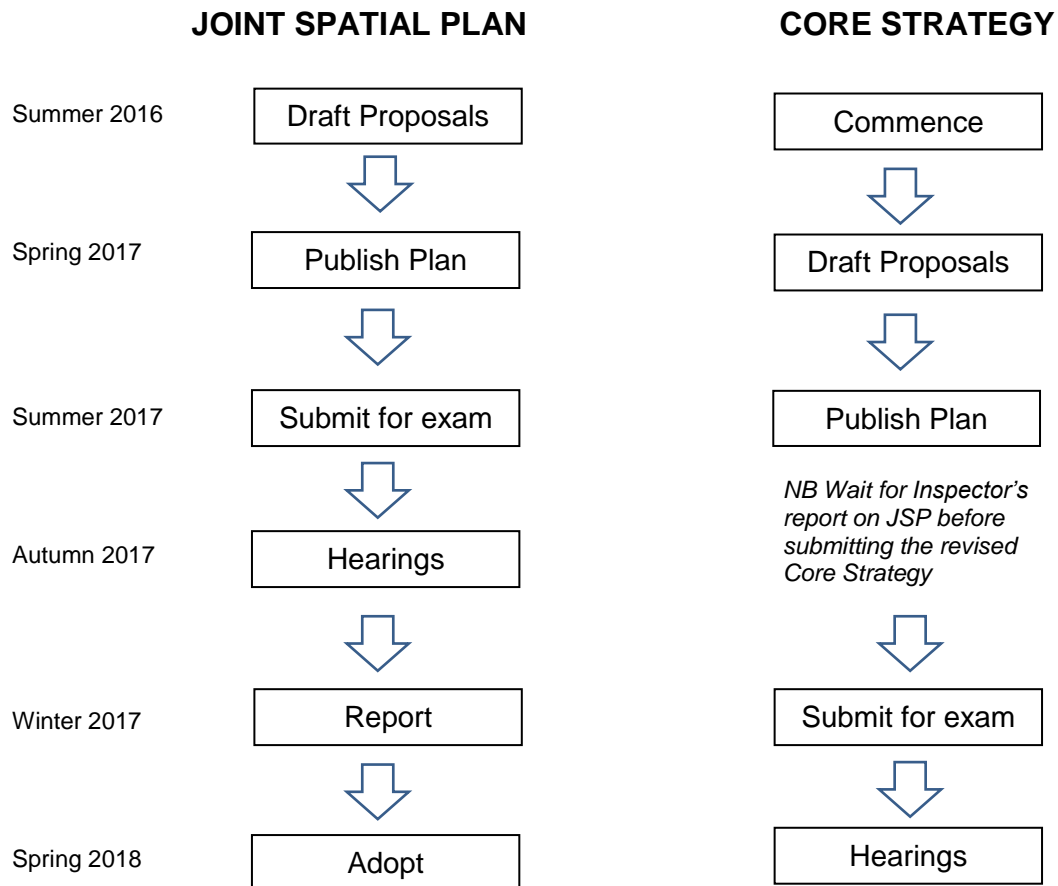 JOINT SPATIAL PLAN
CORE STRATEGY
Summer 2016
Draft Proposals
Commence
Spring 2017
Publish Plan
Draft Proposals
Summer 2017
Submit for exam
Publish Plan
NB Wait for Inspector’s
report on JSP before
submitting the revised
Core Strategy
Autumn 2017
Hearings
Winter 2017
Report
Submit for exam
Spring 2018
Adopt
Hearings